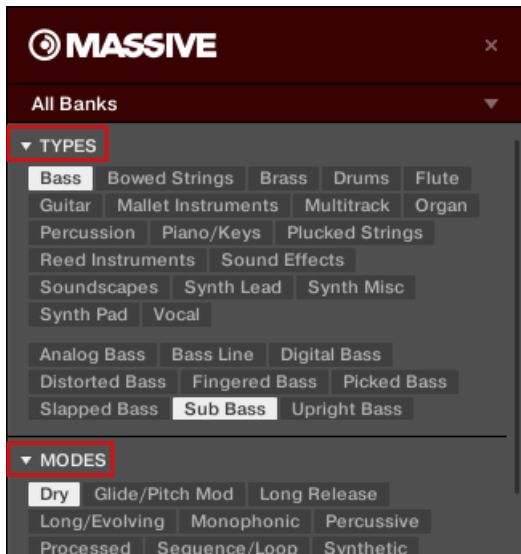 MASSIVE
All Banks
TYPES
Bass Bowed Strings Brass Drums Flute
Guitar Mallet Instruments Multitrack Organ
Percussion Piano/Keys Plucked Strings
Reed Instruments Sound Effects
Soundscapes Synth Lead Synth Misc
Synth Pad Vocal
Analog Bass Bass Line Digital Bass
Distorted Bass Fingered Bass Picked Bass
Slapped Bass Sub Bass Upright Bass
MODES
Dry Glide/Pitch Mod Long Release
Long/Evolving Monophonic Percussive
Processed Sequence/Loop Synthetic